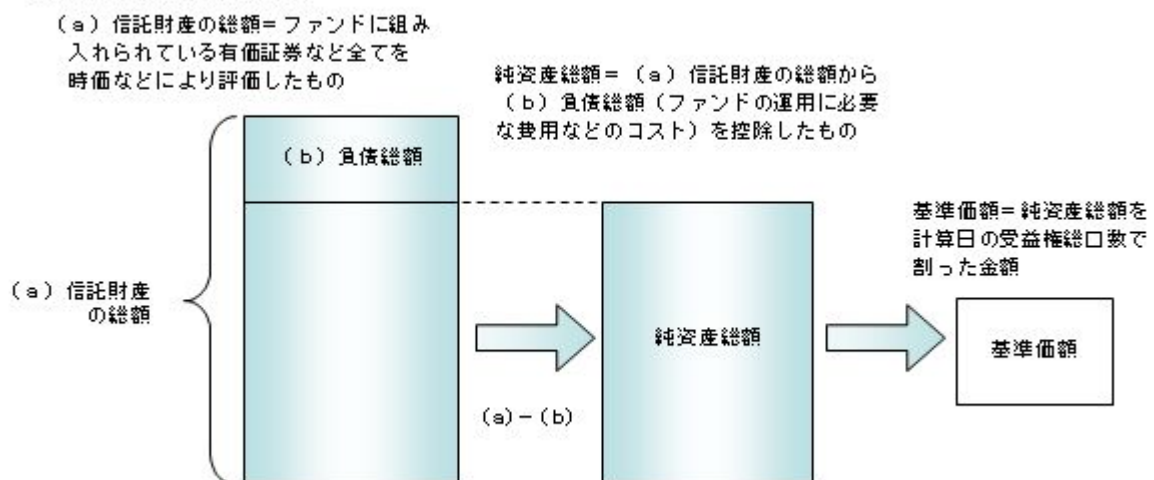 （a）信託財産の総額＝ファンドに組み
入れられている有価証券など全てを
時価などにより評価したもの
純資産総額＝（a）信託財産の総額から
（b）負債総額（ファンドの運用に必要
な費用などのコスト）を控除したもの
（b）負債総額
基準価額＝純資産総額を
計算日の受益権総口数で
割った金額
（a）信託財産
の総額
純資産総額
基準価額
(a)－(b)